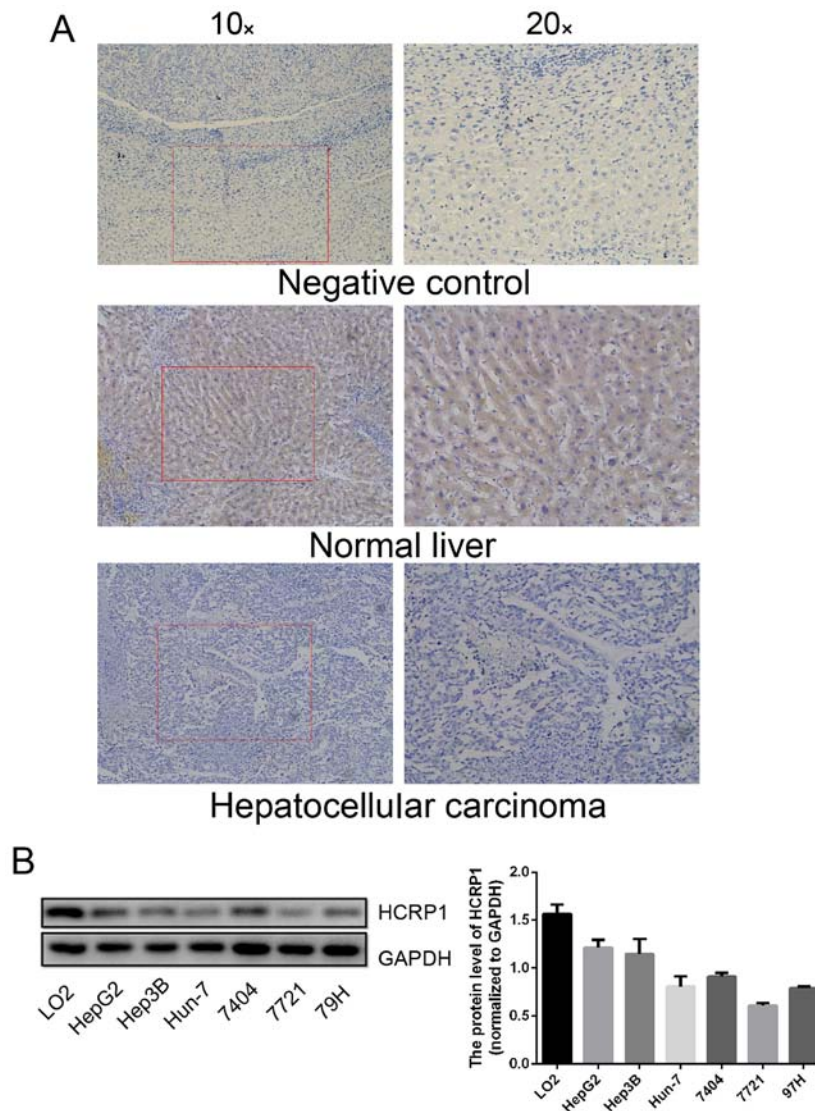 A
10×
20×
Negative control
Normal liver
Hepatocellular carcinoma
B
HCRP1
GAPDH
LO2
HepG2
Hep3B
Hun-7
7404
7721
79H
The protein level of HCRP1
(normalized to GAPDH)
2.0
1.5
1.0
0.5
0.0
LO2
HepG2
Hep3B
Hun-7
7404
7721
97H